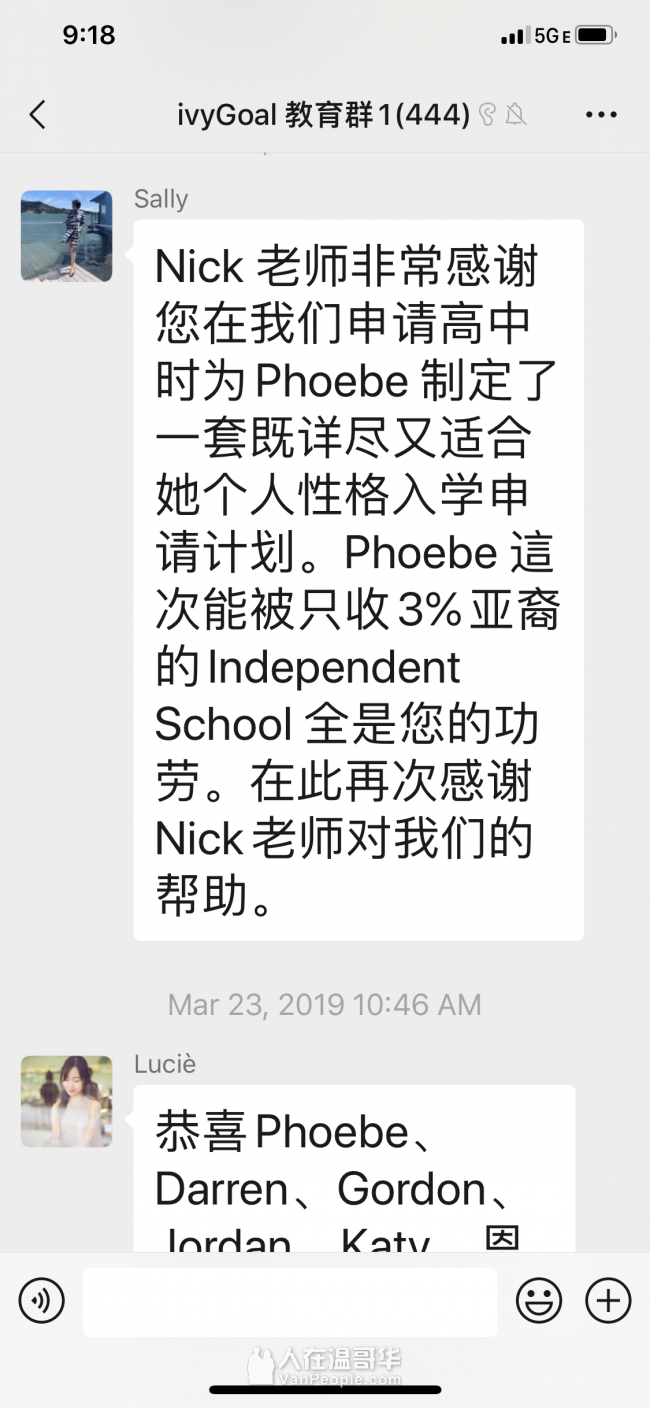 9:18
5GE
ivyGoal 教育群1(444)
Sally
Nick 老师非常感谢
您在我们申请高中
时为Phoebe 制定了
一套既详尽又适合
她个人性格入学申
请计划。Phoebe 這
次能被只收3%亚裔
的Independent
School 全是您的功
劳。在此再次感谢
Nick老师对我们的
帮助。
Mar 23, 2019 10:46 AM
Luciè
恭喜Phoebe、
Darren、Gordon、
Jordan、Katy、恩
人在温哥华
VanPeople.com